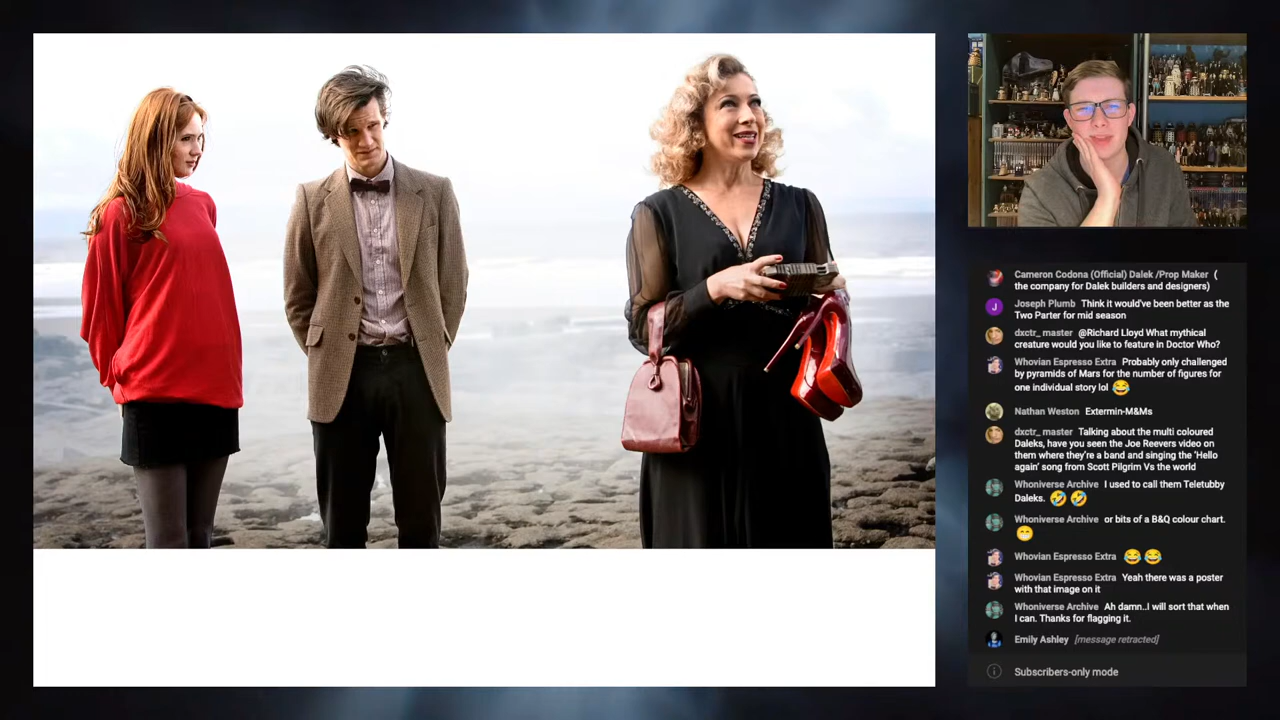 Cameron Codona (Official) Dalek /Prop Maker (
the company for Dalek builders and designers)
Joseph Plumb Think it would've been better as the
Two Parter for mid season
dxctr_ master @Richard Lloyd What mythical
creature would you like to feature in Doctor Who?
Whovian Espresso Extra Probably only challenged
by pyramids of Mars for the number of figures for
one individual story lol 😂
Nathan Weston Extermin-M&Ms
dxctr_ master Talking about the multi coloured
Daleks, have you seen the Joe Reevers video on
them where they're a band and singing the 'Hello
again' song from Scott Pilgrim Vs the world
Whoniverse Archive I used to call them Teletubby
Daleks. 🤣 🤣
Whoniverse Archive or bits of a B&Q colour chart.
😁
Whovian Espresso Extra 😂 😂
Whovian Espresso Extra Yeah there was a poster
with that image on it
Whoniverse Archive Ah damn..I will sort that when
I can. Thanks for flagging it.
Emily Ashley [message retracted]
Subscribers-only mode